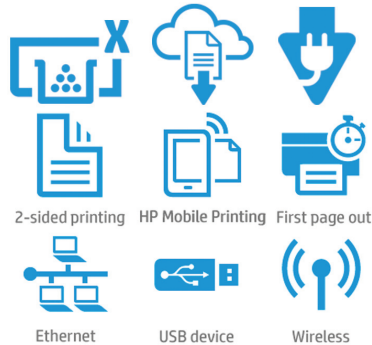 X
2-sided printing HP Mobile Printing First page out
Ethernet USB device Wireless